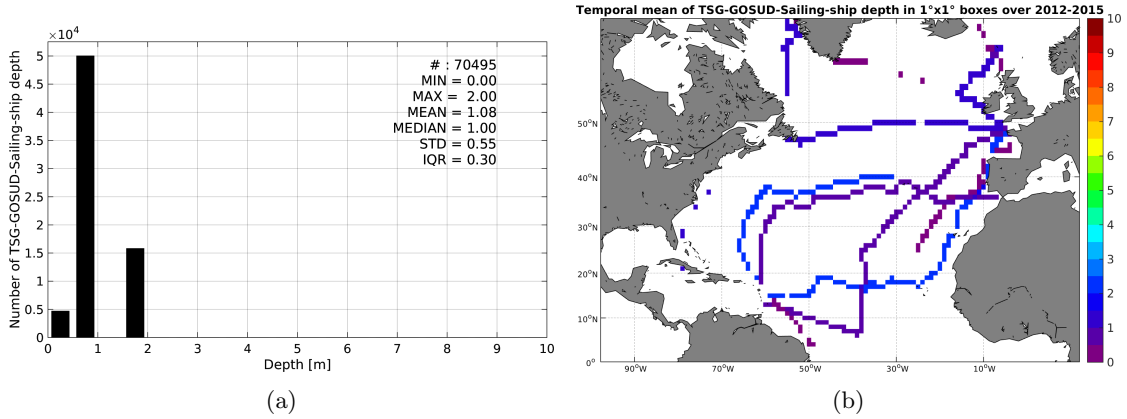 ×10⁴
5
4.5
4
3.5
3
2.5
2
1.5
1
0.5
0
Number of TSG-GOSUD-Sailing-ship depth
# : 70495
MIN = 0.00
MAX = 2.00
MEAN = 1.08
MEDIAN = 1.00
STD = 0.55
IQR = 0.30
0 1 2 3 4 5 6 7 8 9 10
Depth [m]
(a)
Temporal mean of TSG-GOSUD-Sailing-ship depth in 1°x1° boxes over 2012-2015
50°N
40°N
30°N
20°N
10°N
0°
90°W 70°W 50°W 30°W 10°W
10
9
8
7
6
5
4
3
2
1
0
(b)